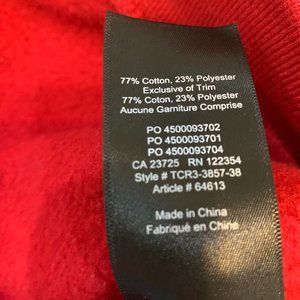 77% Cotton, 23% Polyester
Exclusive of Trim
77% Coton, 23% Polyester
Aucune Garniture Comprise
PO 4500093702
PO 4500093701
PO 4500093704
CA 23725 RN 122354
Style # TCR3-3857-38
Article # 64613
Made in China
Fabriqué en Chine